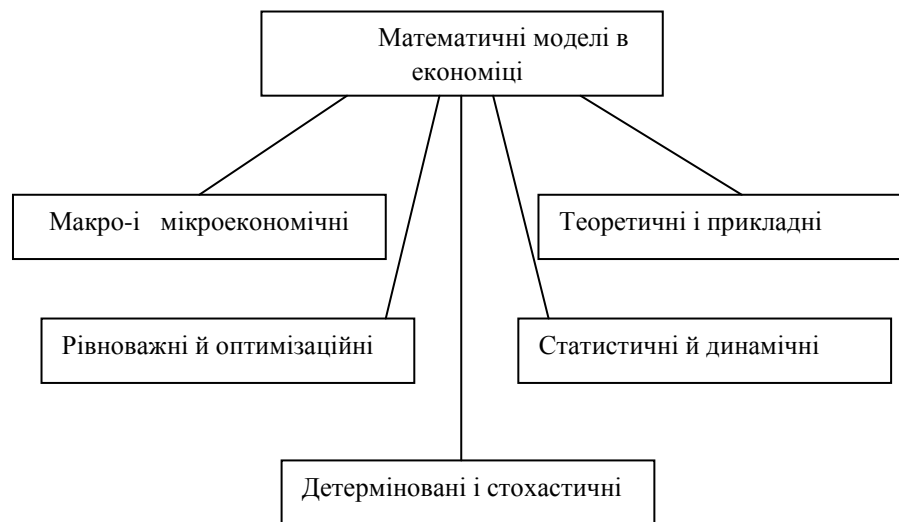 Математичні моделі в
економіці
Макро-і мікроекономічні
Теоретичні і прикладні
Рівноважні й оптимізаційні
Статистичні й динамічні
Детерміновані і стохастичні